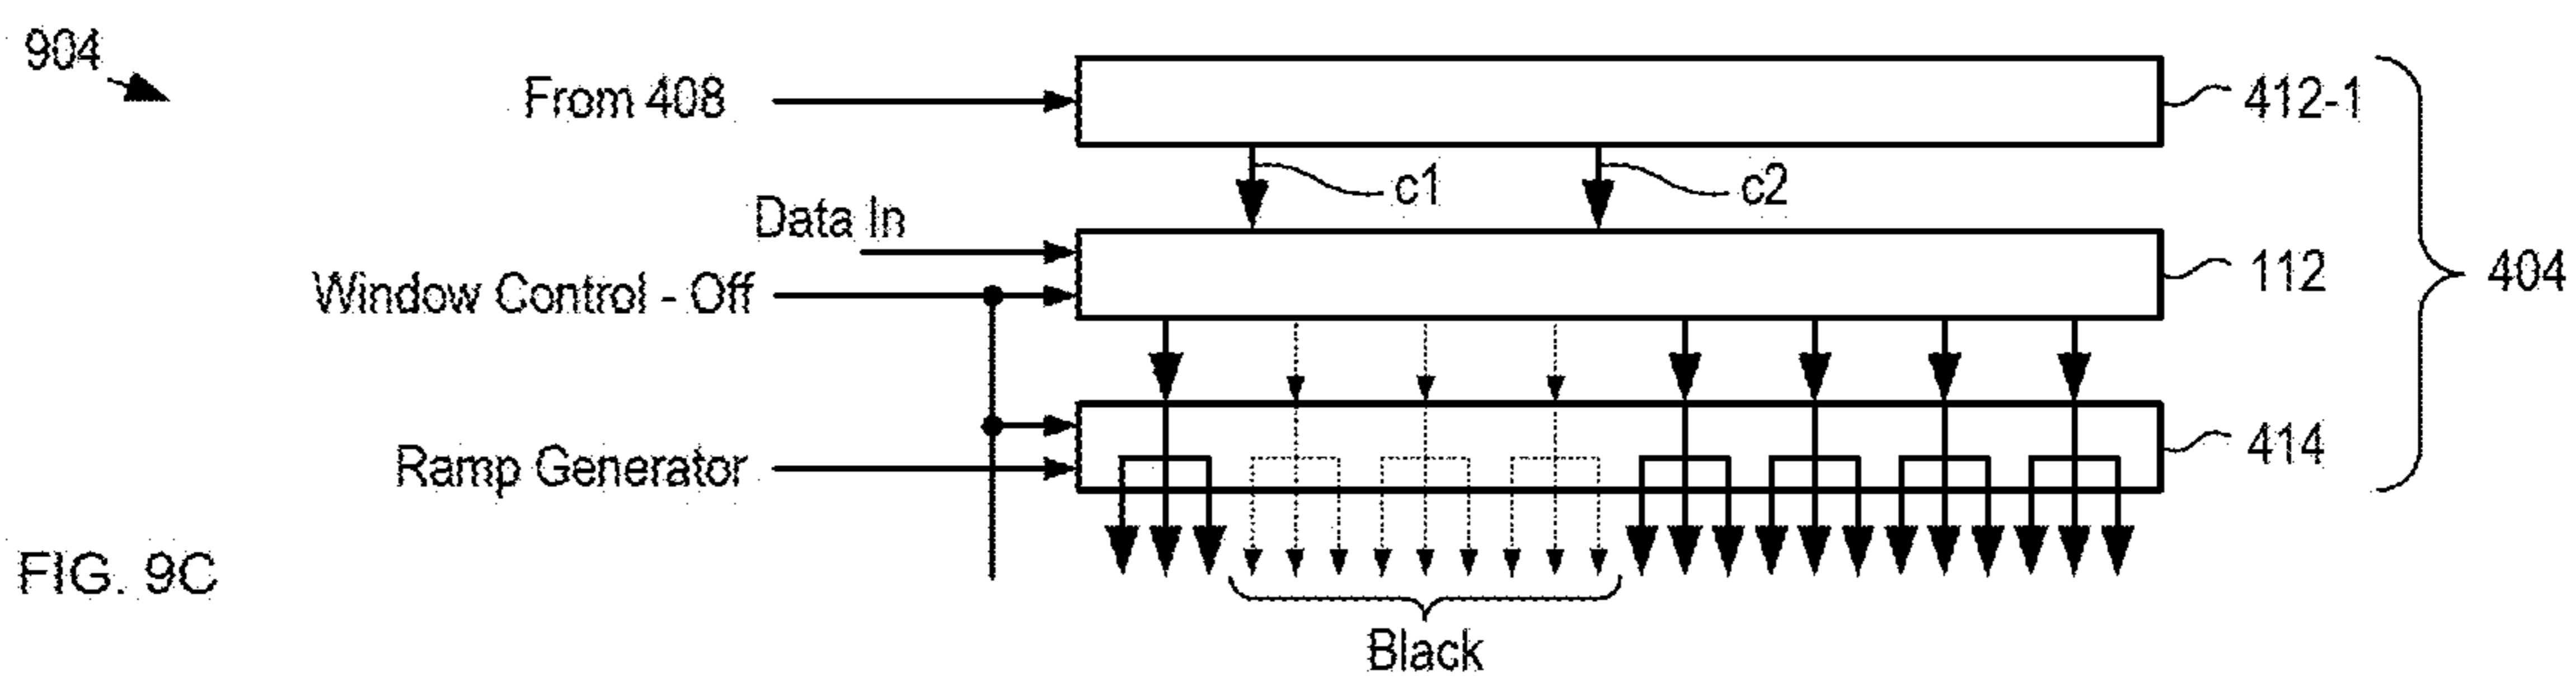 904
From 408
412-1
c1
c2
Data In
Window Control - Off
112
404
Ramp Generator
414
FIG. 9C
Black